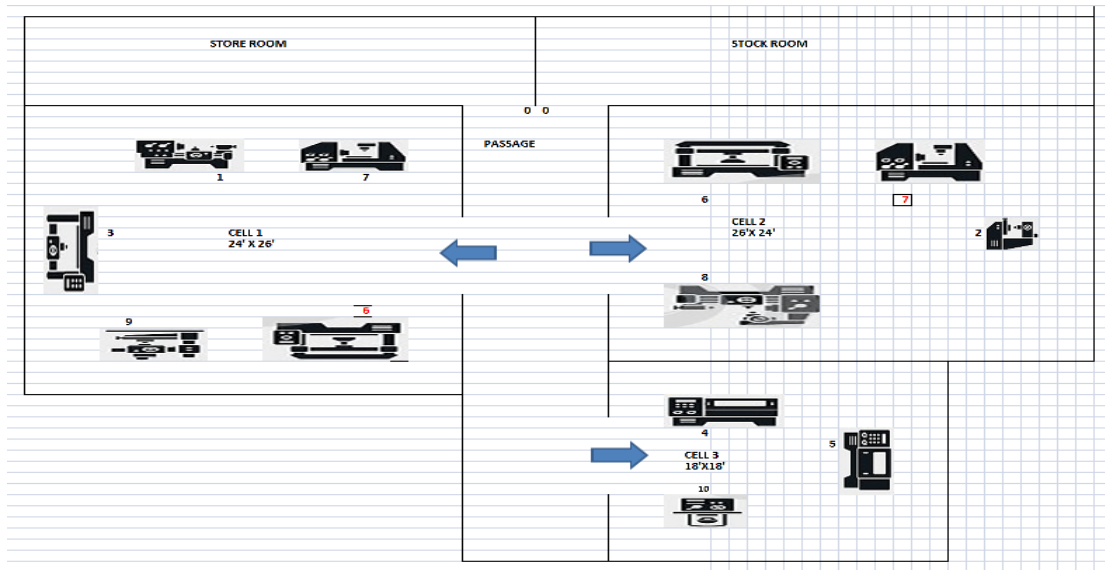 STORE ROOM
STOCK ROOM
0 0
PASSAGE
1
7
6
7
3
CELL 1
24' X 26'
CELL 2
26'X 24'
2
8
6
9
4
5
CELL 3
18'X18'
10